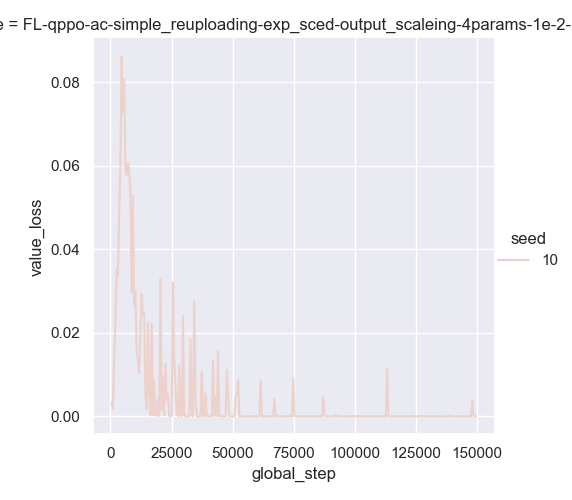 e = FL-qppo-ac-simple_reuploading-exp_sced-output_scaleing-4params-1e-2-
0.08
0.06
0.04
0.02
0.00
value_loss
0 25000 50000 75000 100000 125000 150000
global_step
seed
10